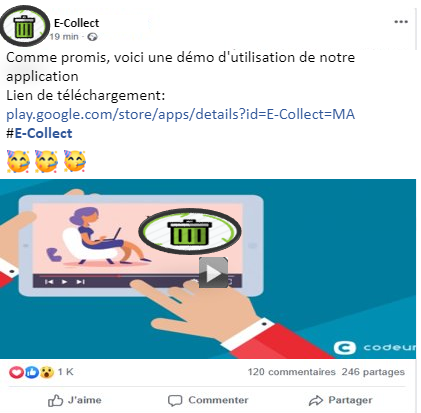 E-Collect
19 min ·
Comme promis, voici une démo d'utilisation de notre
application
Lien de téléchargement:
play.google.com/store/apps/details?id=E-Collect=MA
#E-Collect
codeur
1 K
120 commentaires 246 partages
J'aime
Commenter
Partager